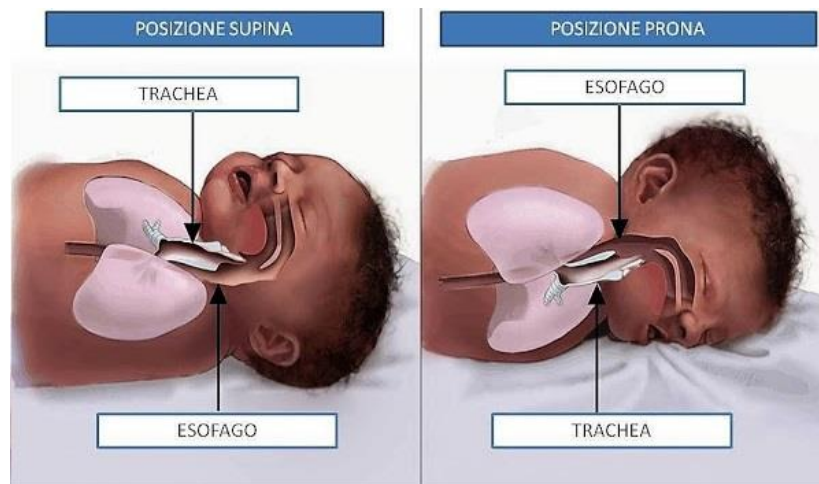 POSIZIONE SUPINA
TRACHEA
ESOFAGO
POSIZIONE PRONA
ESOFAGO
TRACHEA